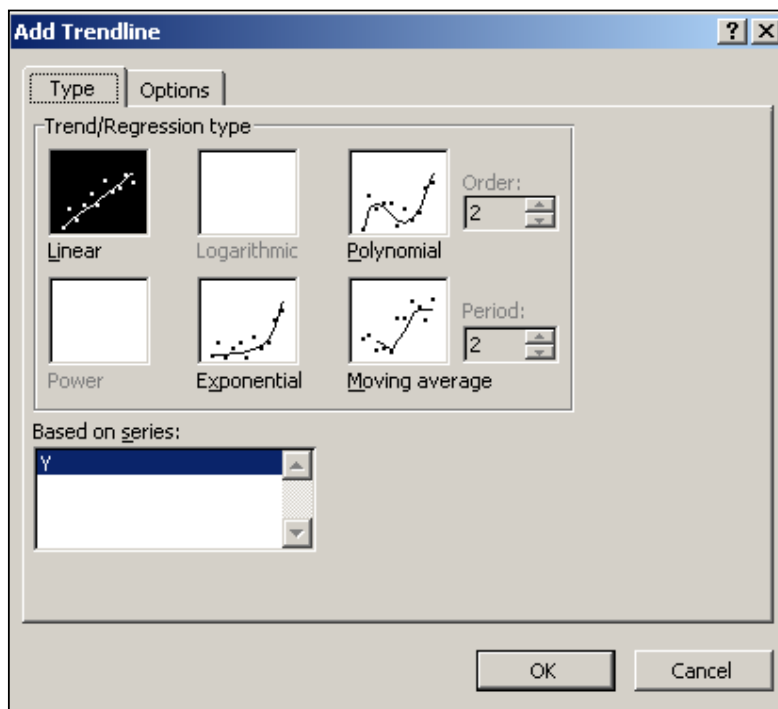 Add Trendline
Type Options
Trend/Regression type
Linear Logarithmic Polynomial
Order:
2
Power Exponential Moving average
Period:
2
Based on series:
Y
OK Cancel